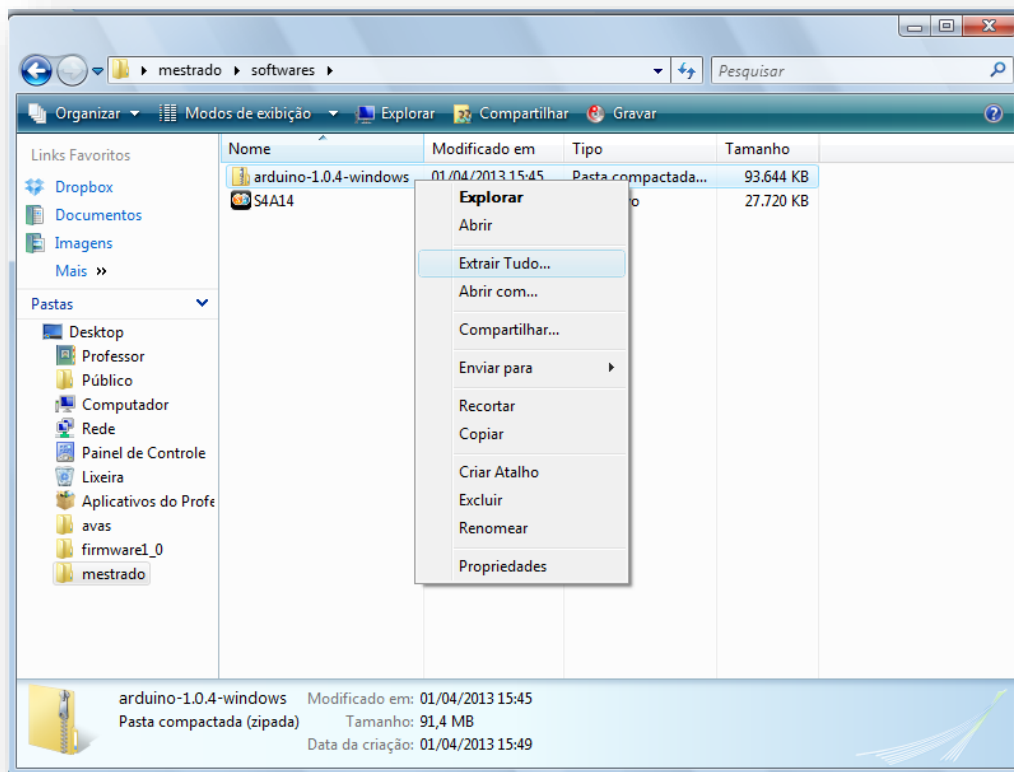 mestrado softwares
Pesquisar
Organizar Modos de exibição Explorar Compartilhar Gravar
Links Favoritos
Dropbox
Documentos
Imagens
Mais »
Pastas
Desktop
Professor
Público
Computador
Rede
Painel de Controle
Lixeira
Aplicativos do Profe
avas
firmware1_0
mestrado
Nome Modificado em Tipo Tamanho
arduino-1.0.4-windows 01/04/2013 15:45 Pasta compactada... 93.644 KB
S4A14 27.720 KB
Explorar
Abrir
Extrair Tudo...
Abrir com...
Compartilhar...
Enviar para
Recortar
Copiar
Criar Atalho
Excluir
Renomear
Propriedades
arduino-1.0.4-windows Modificado em: 01/04/2013 15:45
Pasta compactada (zipada) Tamanho: 91,4 MB
Data da criação: 01/04/2013 15:49